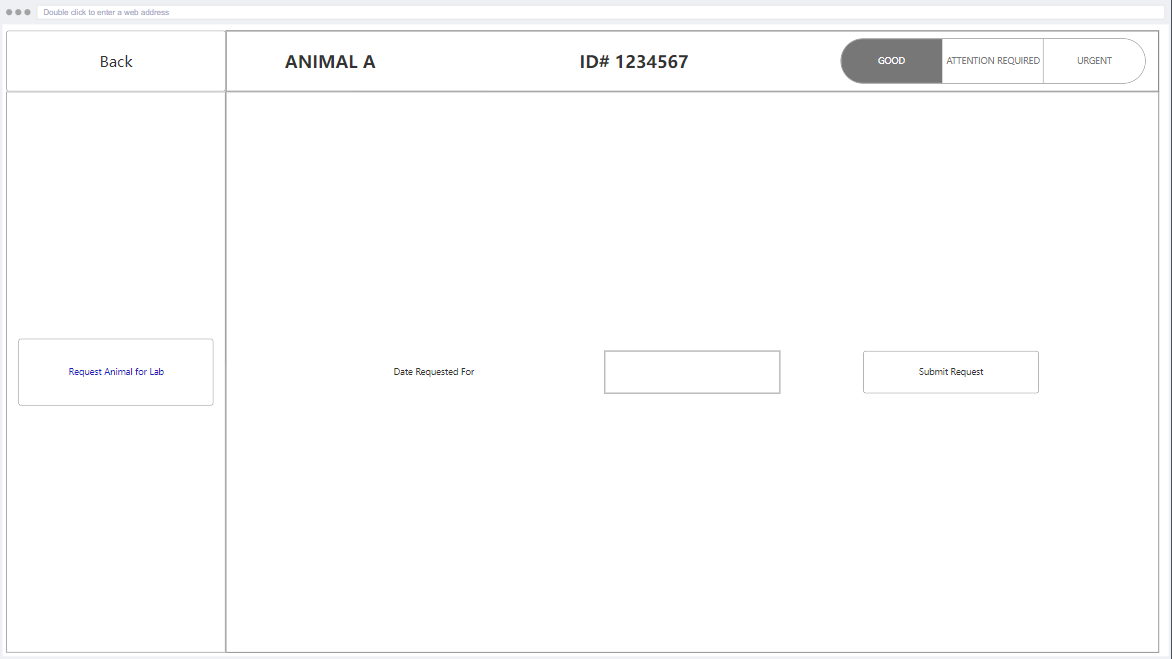 Double click to enter a web address
Back
ANIMAL A
ID# 1234567
GOOD
ATTENTION REQUIRED
URGENT
Request Animal for Lab
Date Requested For
Submit Request